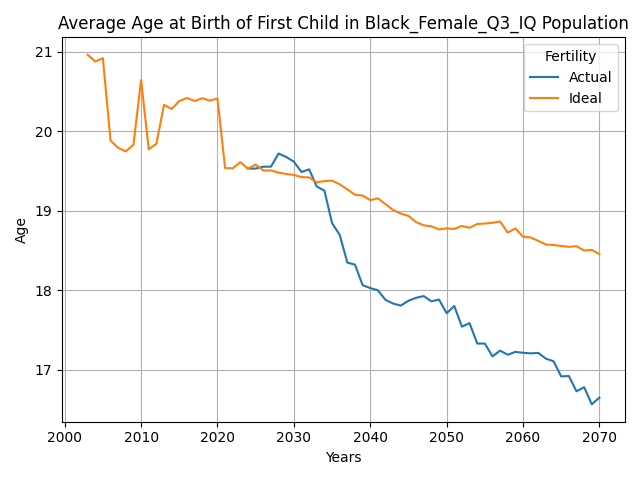 Average Age at Birth of First Child in Black_Female_Q3_IQ Population
Fertility
Actual
Ideal
Age
21
20
19
18
17
2000 2010 2020 2030 2040 2050 2060 2070
Years